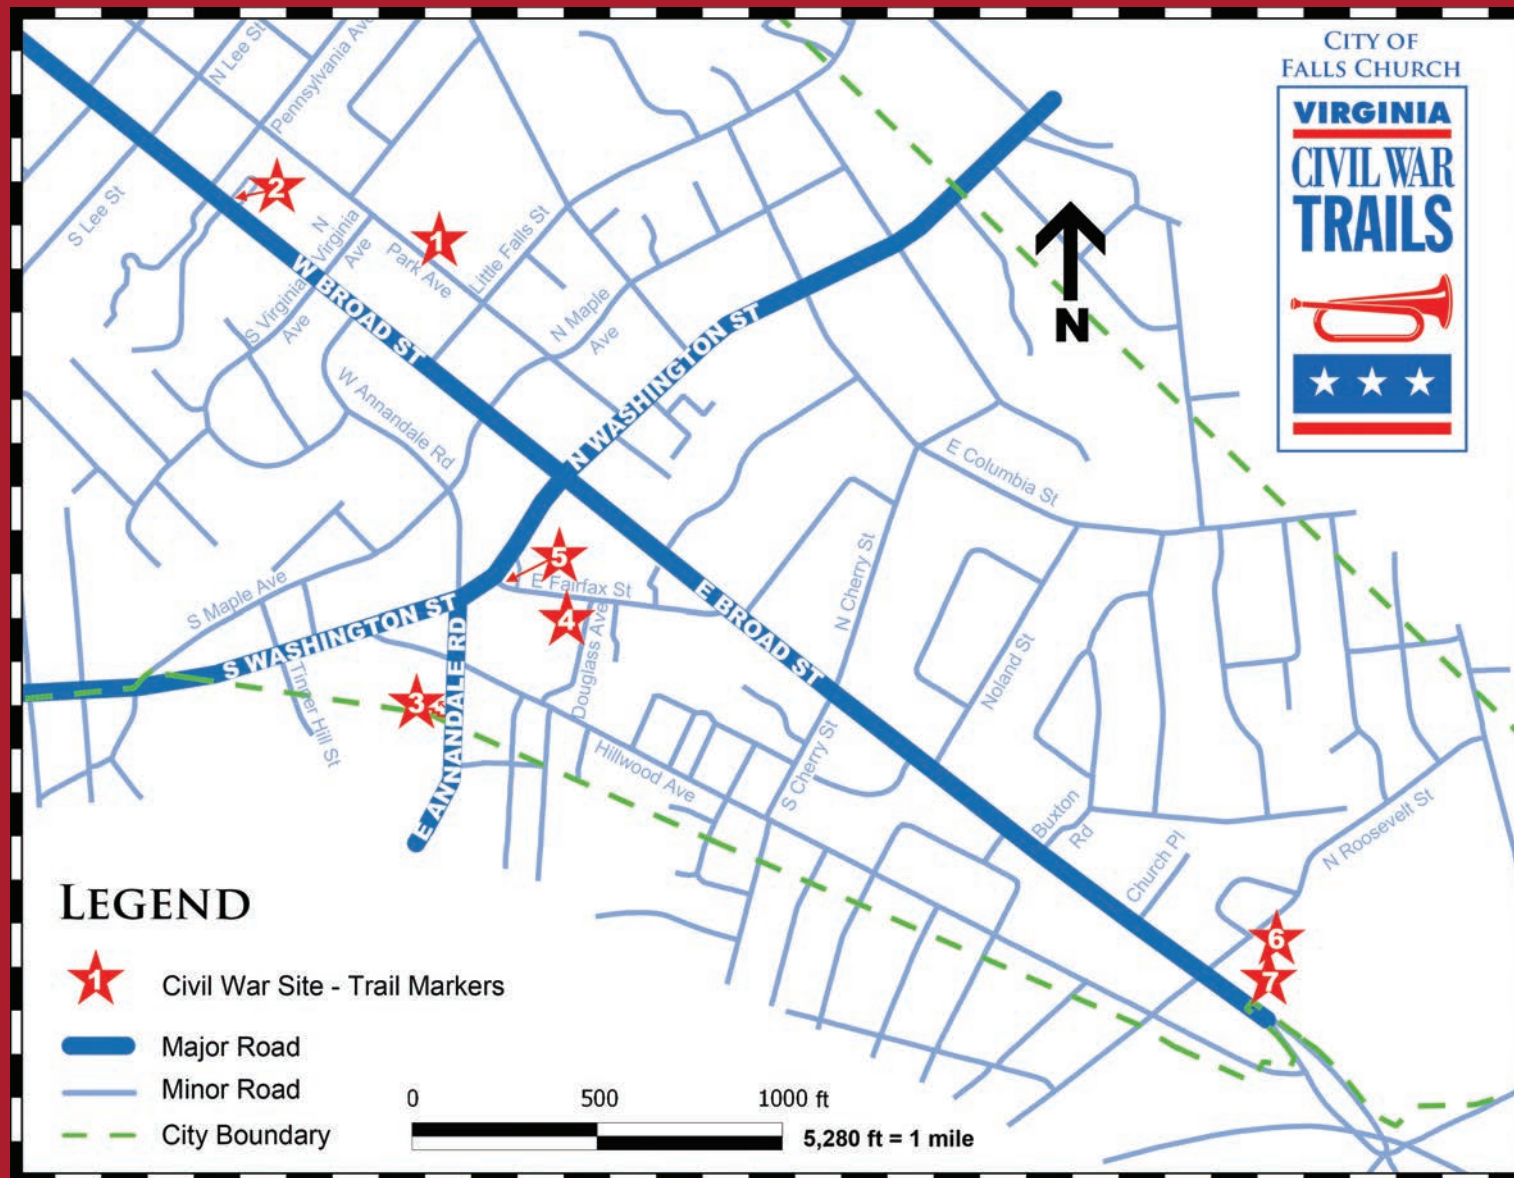 CITY OF
FALLS CHURCH
VIRGINIA
CIVIL WAR
TRAILS
N Lee St
Pennsylvania Ave
S Lee St
2
N
Virginia
Ave
1
Park Ave
Little Falls St
W BROAD ST
S Virginia
Ave
N Maple
Ave
N WASHINGTON ST
N
W Annandale Rd
E Columbia St
N Cherry St
5
E Fairfax St
4
S Maple Ave
S WASHINGTON ST
E BROAD ST
Douglass Ave
Noland St
Tinner Hill St
3
E ANNANDALE RD
Hillwood Ave
S Cherry St
Buxton
Rd
Church Pl
N Roosevelt St
6
7
LEGEND
1
Civil War Site - Trail Markers
Major Road
Minor Road
City Boundary
0 500 1000 ft
5,280 ft = 1 mile